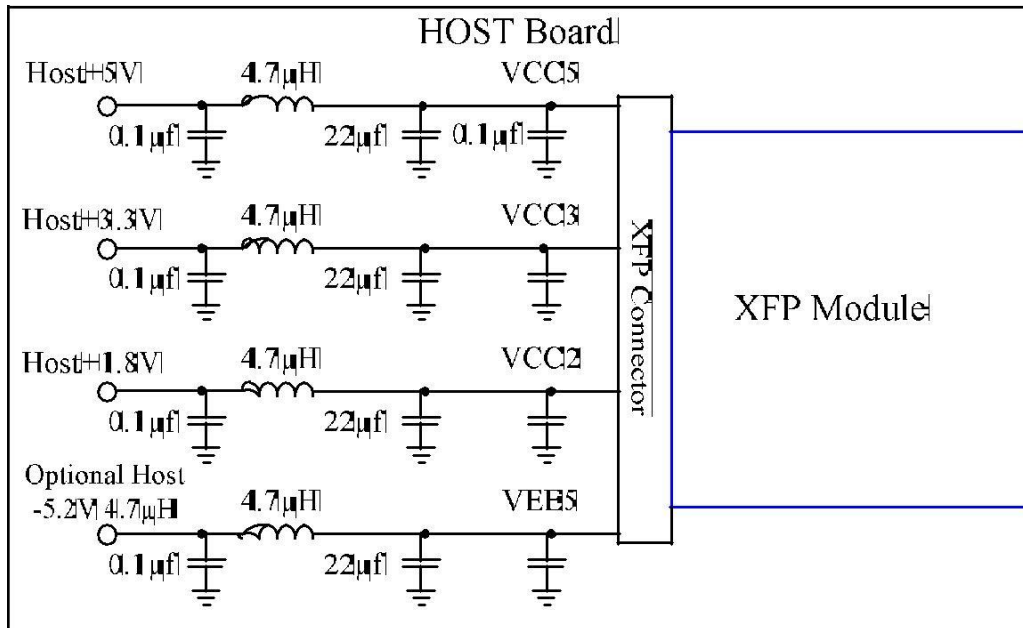 HOST Board
Host +5V
4.7μH
VCC5
0.1μf
22μf
0.1μf
Host +3.3V
4.7μH
VCC3
0.1μf
22μf
Host +1.8V
4.7μH
VCC2
0.1μf
22μf
Optional Host
-5.2V 4.7μH
4.7μH
VEE5
0.1μf
22μf
XFP Connector
XFP Module